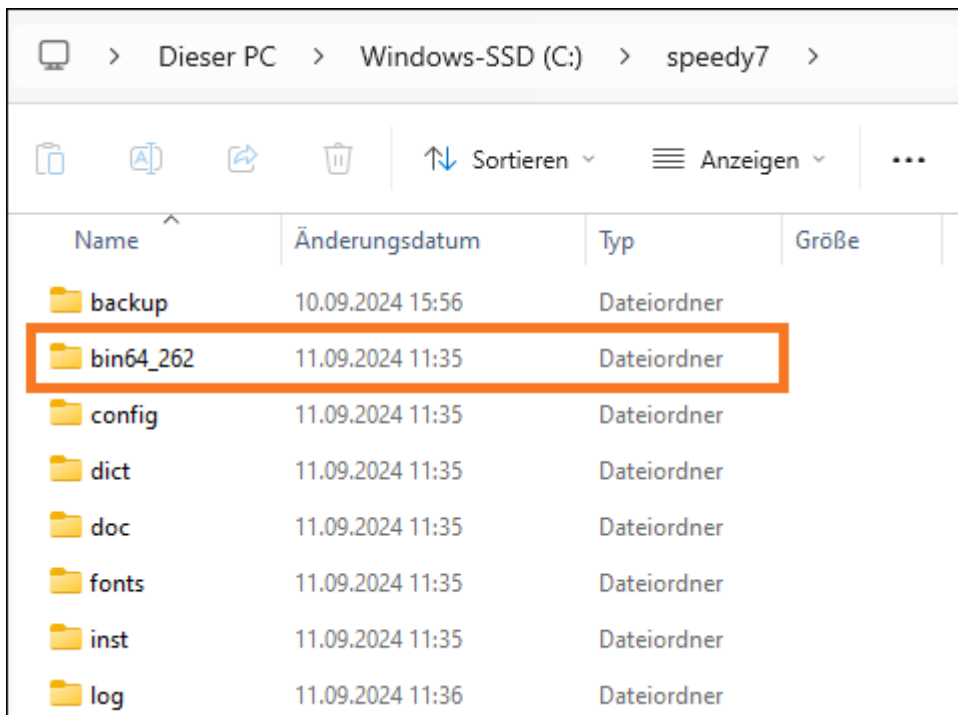 Dieser PC > Windows-SSD (C:) > speedy7 >
Sortieren Anzeigen ...
Name Änderungsdatum Typ Größe
backup 10.09.2024 15:56 Dateiordner
bin64_262 11.09.2024 11:35 Dateiordner
config 11.09.2024 11:35 Dateiordner
dict 11.09.2024 11:35 Dateiordner
doc 11.09.2024 11:35 Dateiordner
fonts 11.09.2024 11:35 Dateiordner
inst 11.09.2024 11:35 Dateiordner
log 11.09.2024 11:36 Dateiordner